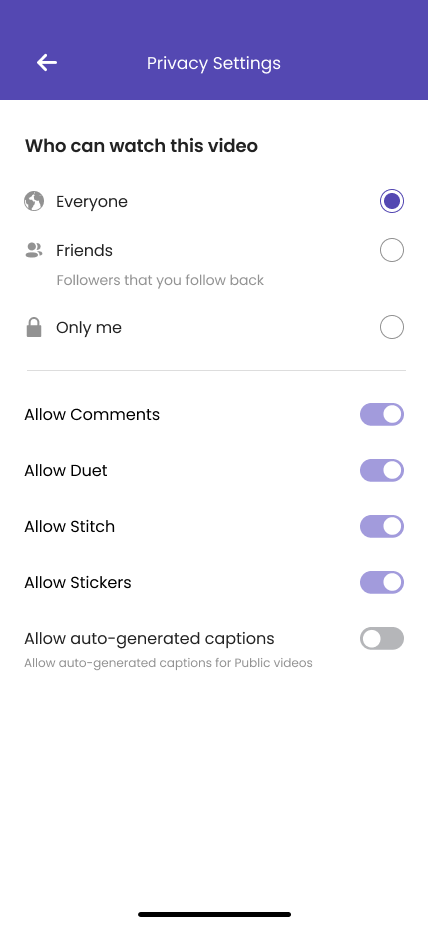 Privacy Settings
Who can watch this video
Everyone
Friends
Followers that you follow back
Only me
Allow Comments
Allow Duet
Allow Stitch
Allow Stickers
Allow auto-generated captions
Allow auto-generated captions for Public videos